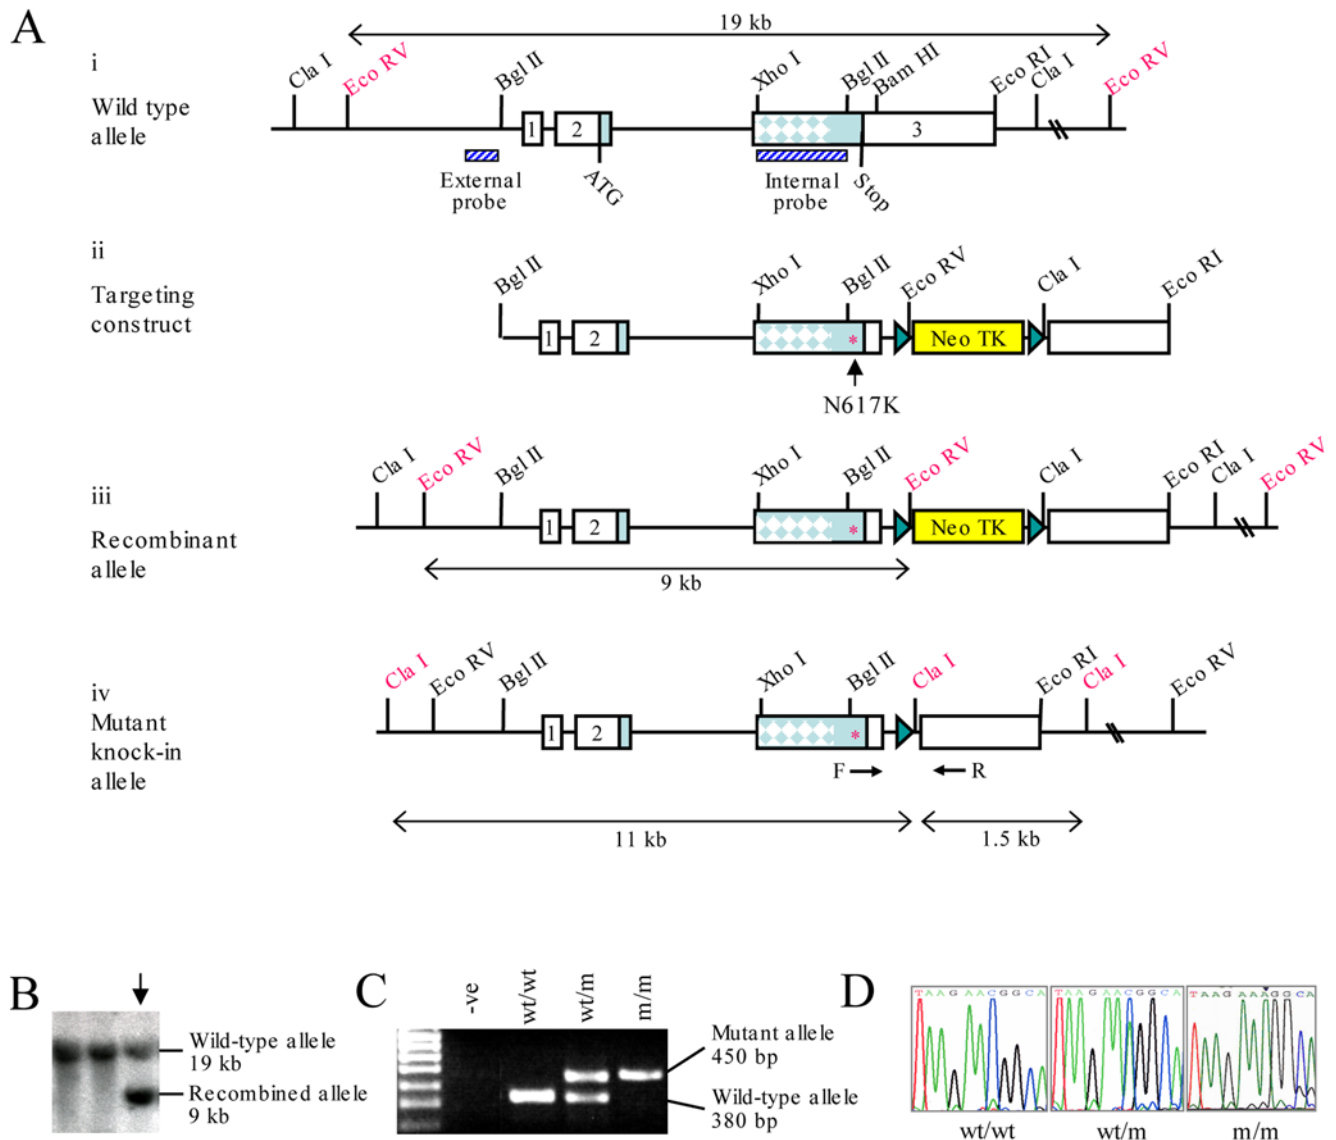 A
19 kb
i
Wild type
allele
Cla I
Eco RV
Bgl II
Xho I
Bgl II
Bam HI
Eco RI
Cla I
Eco RV
1
2
3
External
probe
ATG
Internal
probe
Stop
ii
Targeting
construct
Bgl II
Xho I
Bgl II
Eco RV
Cla I
Eco RI
1
2
*
Neo TK
N617K
iii
Recombinant
allele
Cla I
Eco RV
Bgl II
Xho I
Bgl II
Eco RV
Cla I
Eco RI
Cla I
Eco RV
1
2
*
Neo TK
9 kb
iv
Mutant
knock-in
allele
Cla I
Eco RV
Bgl II
Xho I
Bgl II
Cla I
Eco RI
Cla I
Eco RV
1
2
*
F
R
11 kb
1.5 kb
B
Wild-type allele
19 kb
Recombined allele
9 kb
C
-ve
wt/wt
wt/m
m/m
Mutant allele
450 bp
Wild-type allele
380 bp
D
TAAGAACGGCA
TAAGAACGGCA
TAAGAAAGGCA
wt/wt
wt/m
m/m